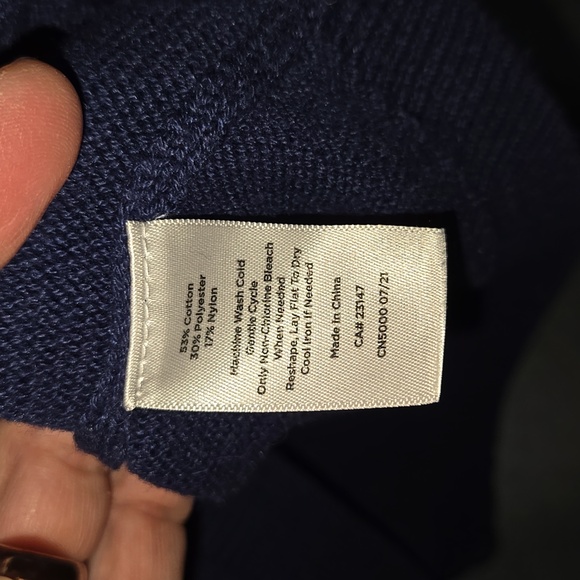 53% Cotton
30% Polyester
17% Nylon
Machine Wash Cold
Gentle Cycle
Only Non-Chlorine Bleach
When Needed
Reshape, Lay Flat To Dry
Cool Iron If Needed
Made In China
CA# 23147
CN5000 07/21